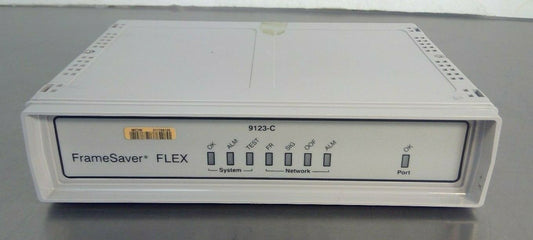 9123-C
FrameSaver* FLEX
OK ALM TEST FR SIG OOF ALM OK
System Network Port